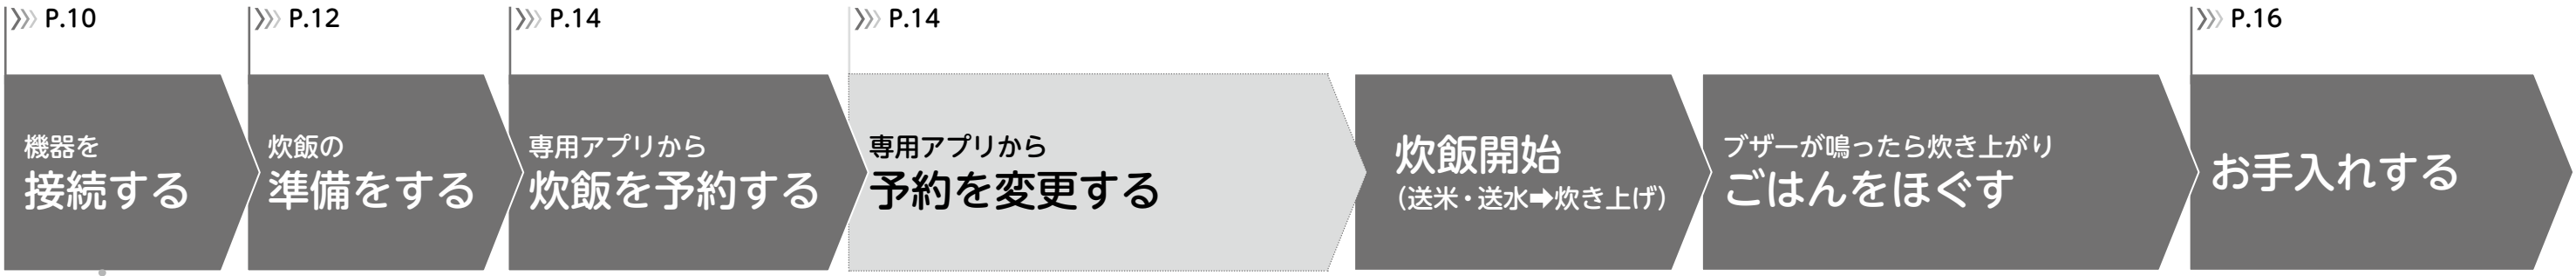 P.10
機器を
接続する
P.12
炊飯の
準備をする
P.14
専用アプリから
炊飯を予約する
P.14
専用アプリから
予約を変更する
炊飯開始
（送米・送水➡炊き上げ）
ブザーが鳴ったら炊き上がり
ごはんをほぐす
P.16
お手入れする